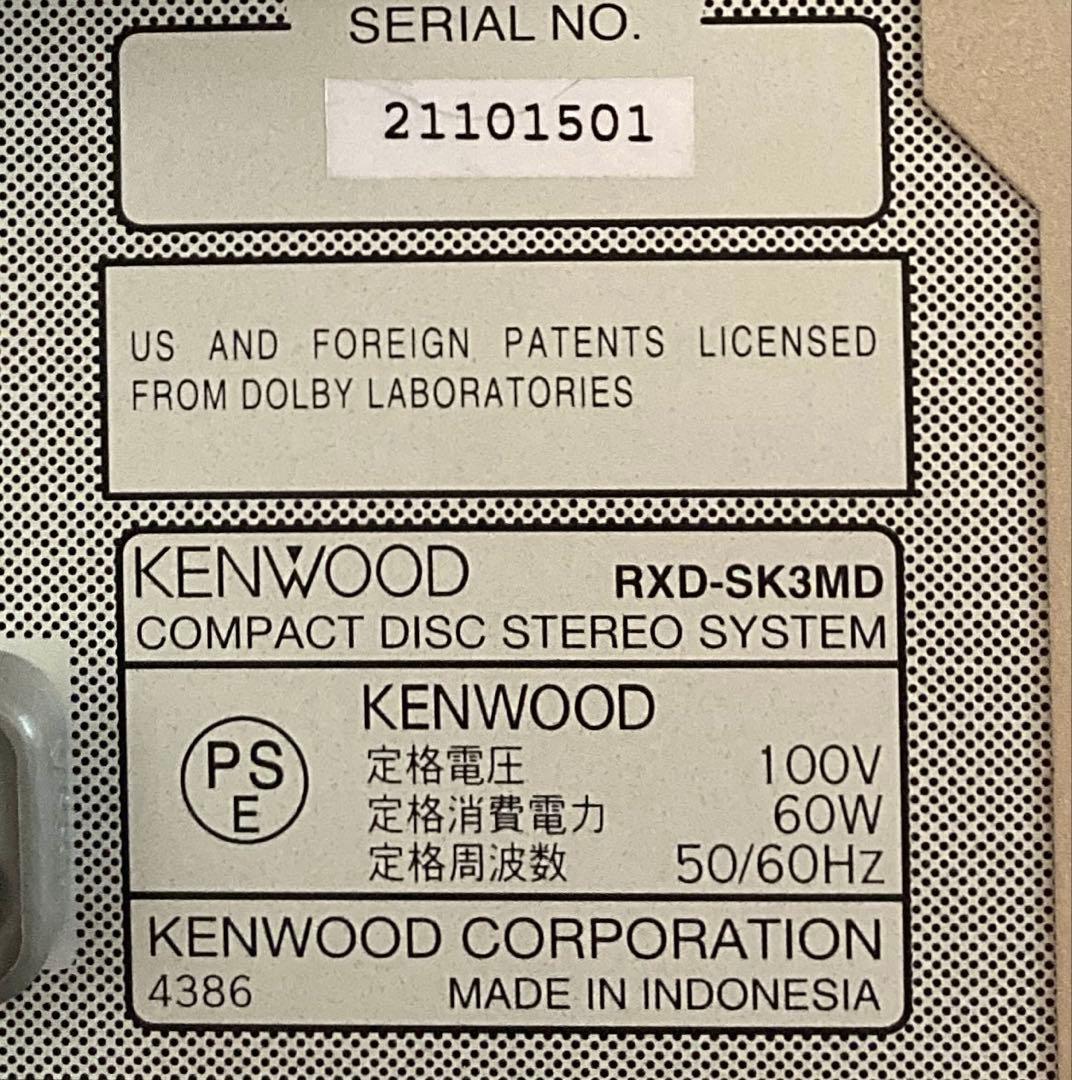 SERIAL NO.
21101501
US AND FOREIGN PATENTS LICENSED
FROM DOLBY LABORATORIES
KENWOOD RXD-SK3MD
COMPACT DISC STEREO SYSTEM
PS
E
KENWOOD
定格電圧 100V
定格消費電力 60W
定格周波数 50/60Hz
KENWOOD CORPORATION
4386 MADE IN INDONESIA